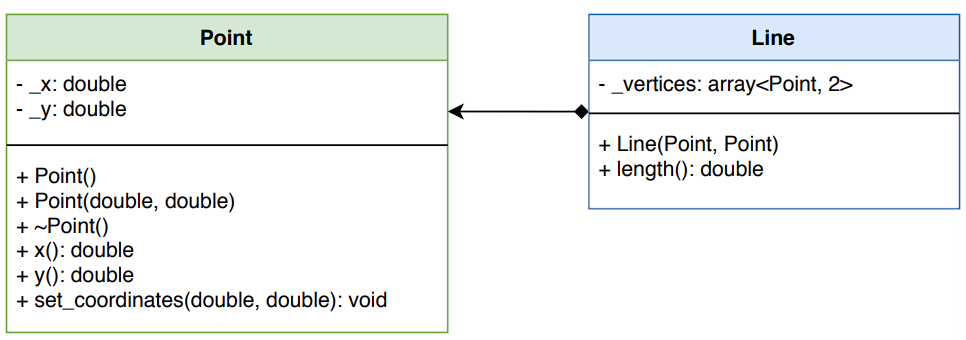 Point
- _x: double
- _y: double
+ Point()
+ Point(double, double)
+ ~Point()
+ x(): double
+ y(): double
+ set_coordinates(double, double): void
Line
- _vertices: array<Point, 2>
+ Line(Point, Point)
+ length(): double